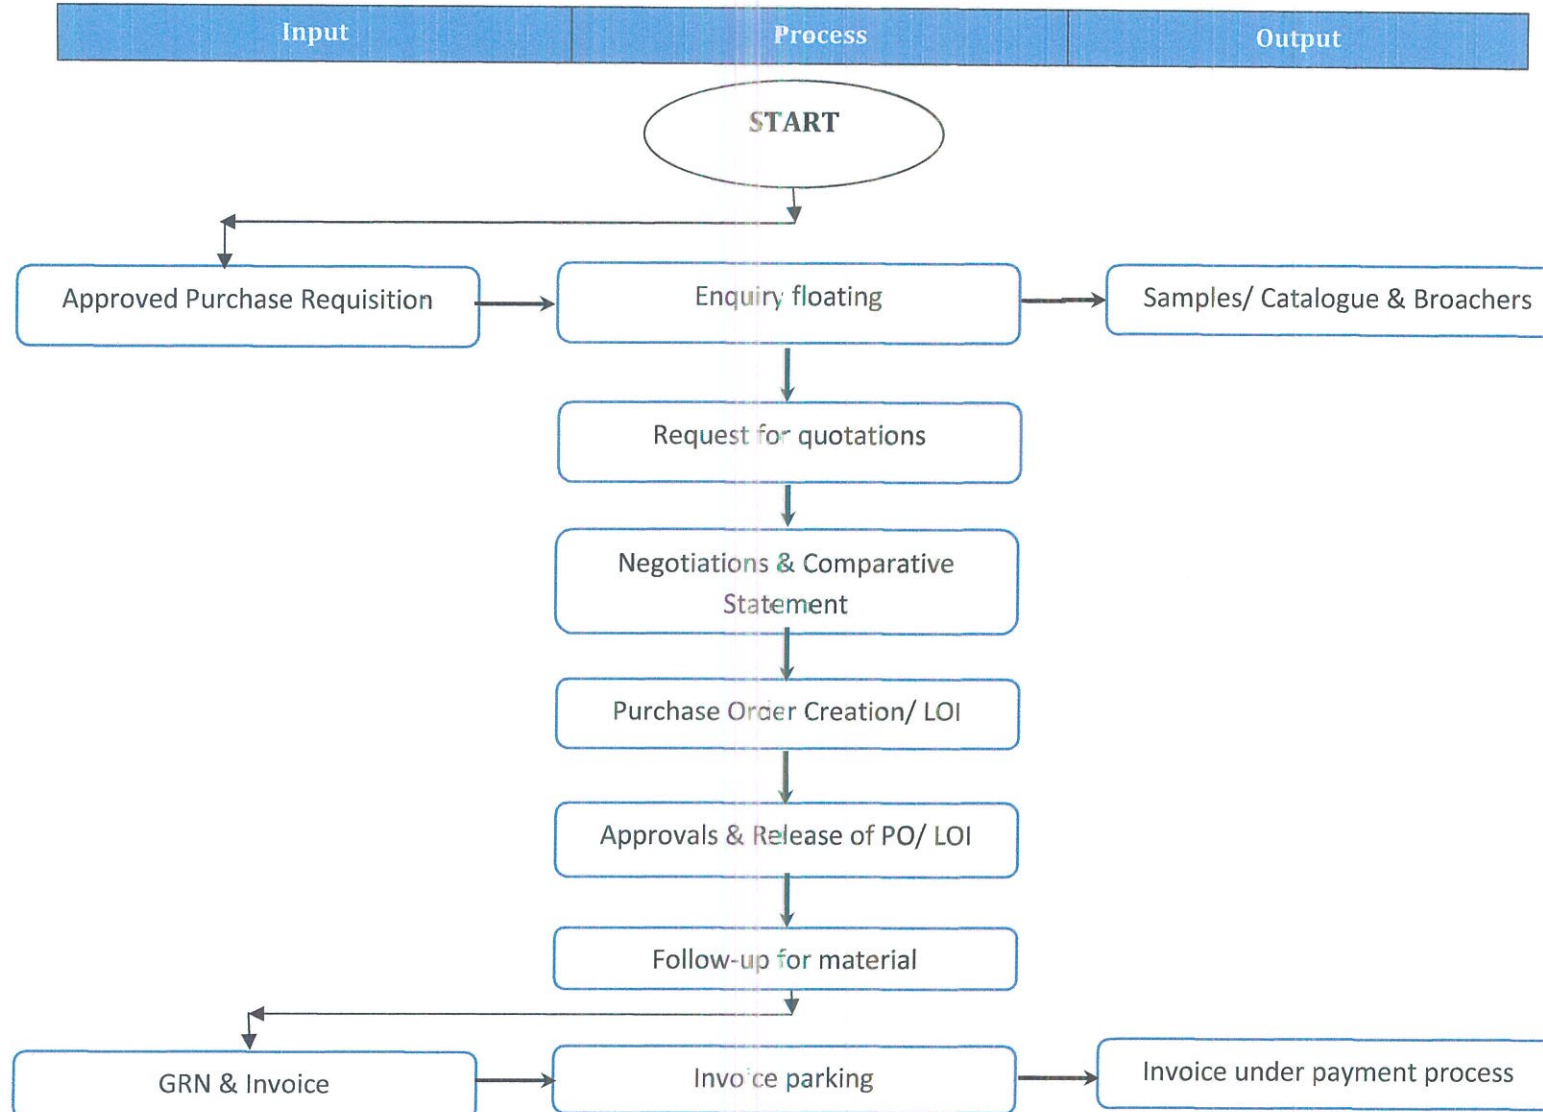 Input
Process
Output
START
Approved Purchase Requisition
Enquiry floating
Samples/ Catalogue & Broachers
Request for quotations
Negotiations & Comparative
Statement
Purchase Order Creation/ LOI
Approvals & Release of PO/ LOI
Follow-up for material
GRN & Invoice
Invoice parking
Invoice under payment process